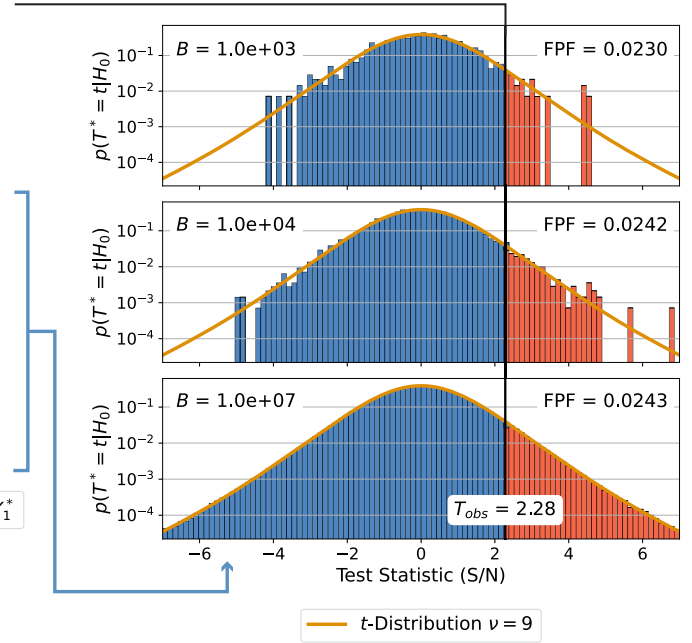 B = 1.0e+03
FPF = 0.0230
p(T* = t|H₀)
10⁻¹
10⁻²
10⁻³
10⁻⁴
B = 1.0e+04
FPF = 0.0242
p(T* = t|H₀)
10⁻¹
10⁻²
10⁻³
10⁻⁴
B = 1.0e+07
FPF = 0.0243
p(T* = t|H₀)
10⁻¹
10⁻²
10⁻³
10⁻⁴
T_obs = 2.28
−6 −4 −2 0 2 4 6
Test Statistic (S/N)
t-Distribution ν = 9